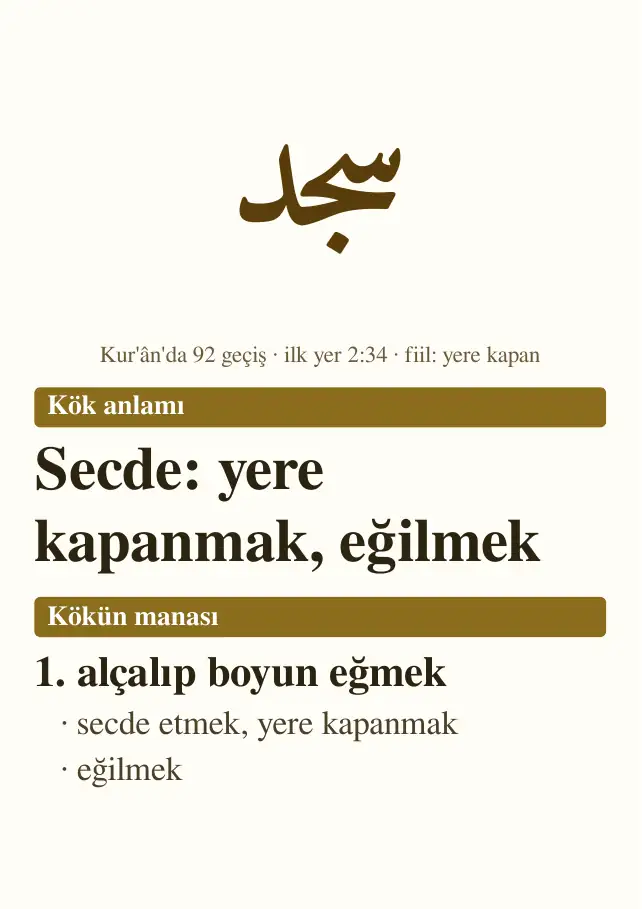 سجد
Kur'ân'da 92 geçiş · ilk yer 2:34 · fiil: yere kapan
Kök anlamı
Secde: yere
kapanmak, eğilmek
Kökün manası
1. alçalıp boyun eğmek
· secde etmek, yere kapanmak
· eğilmek